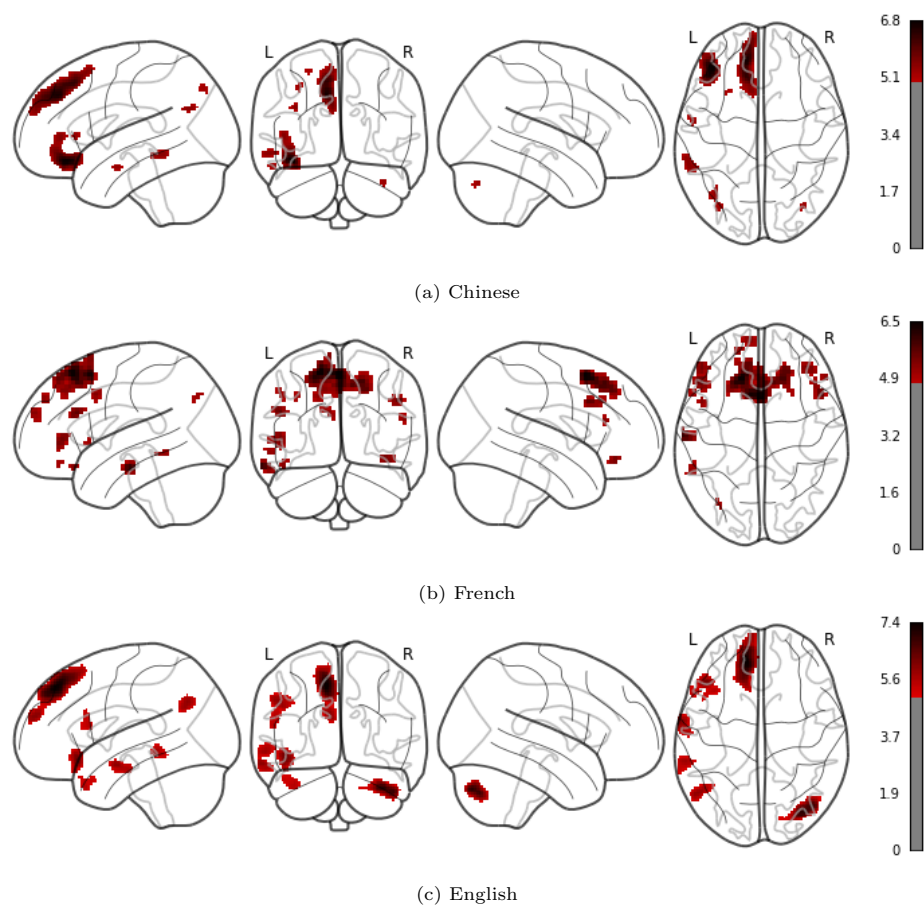 L R L R 6.8
5.1
3.4
1.7
0
(a) Chinese
L R L R 6.5
4.9
3.2
1.6
0
(b) French
L R L R 7.4
5.6
3.7
1.9
0
(c) English